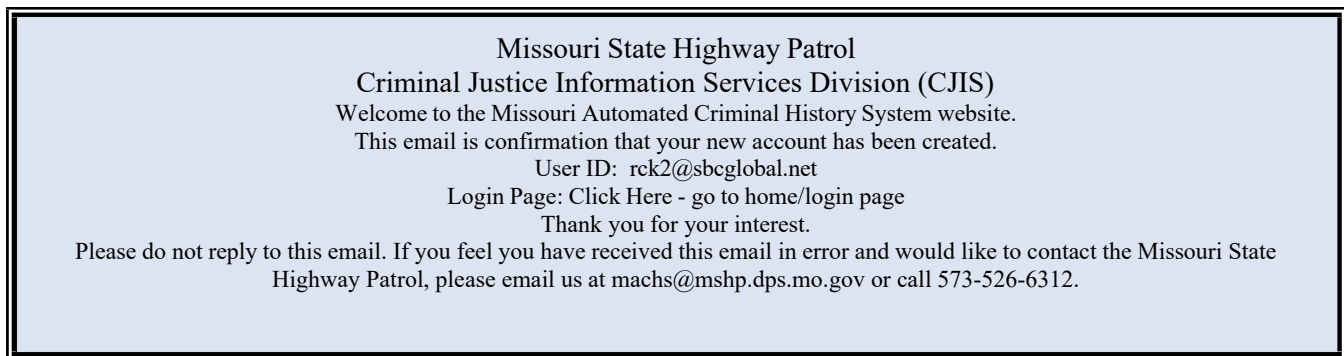 Missouri State Highway Patrol
Criminal Justice Information Services Division (CJIS)
Welcome to the Missouri Automated Criminal History System website.
This email is confirmation that your new account has been created.
User ID: rck2@sbcglobal.net
Login Page: Click Here - go to home/login page
Thank you for your interest.
Please do not reply to this email. If you feel you have received this email in error and would like to contact the Missouri State
Highway Patrol, please email us at machs@mshp.dps.mo.gov or call 573-526-6312.